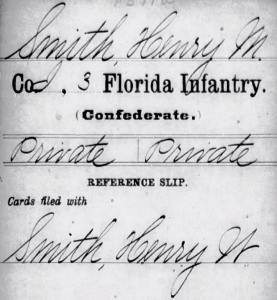 Smith, Henry M.
Co. I, 3 Florida Infantry.
(Confederate.)
Private | Private
REFERENCE SLIP.
Cards filed with
Smith, Henry W